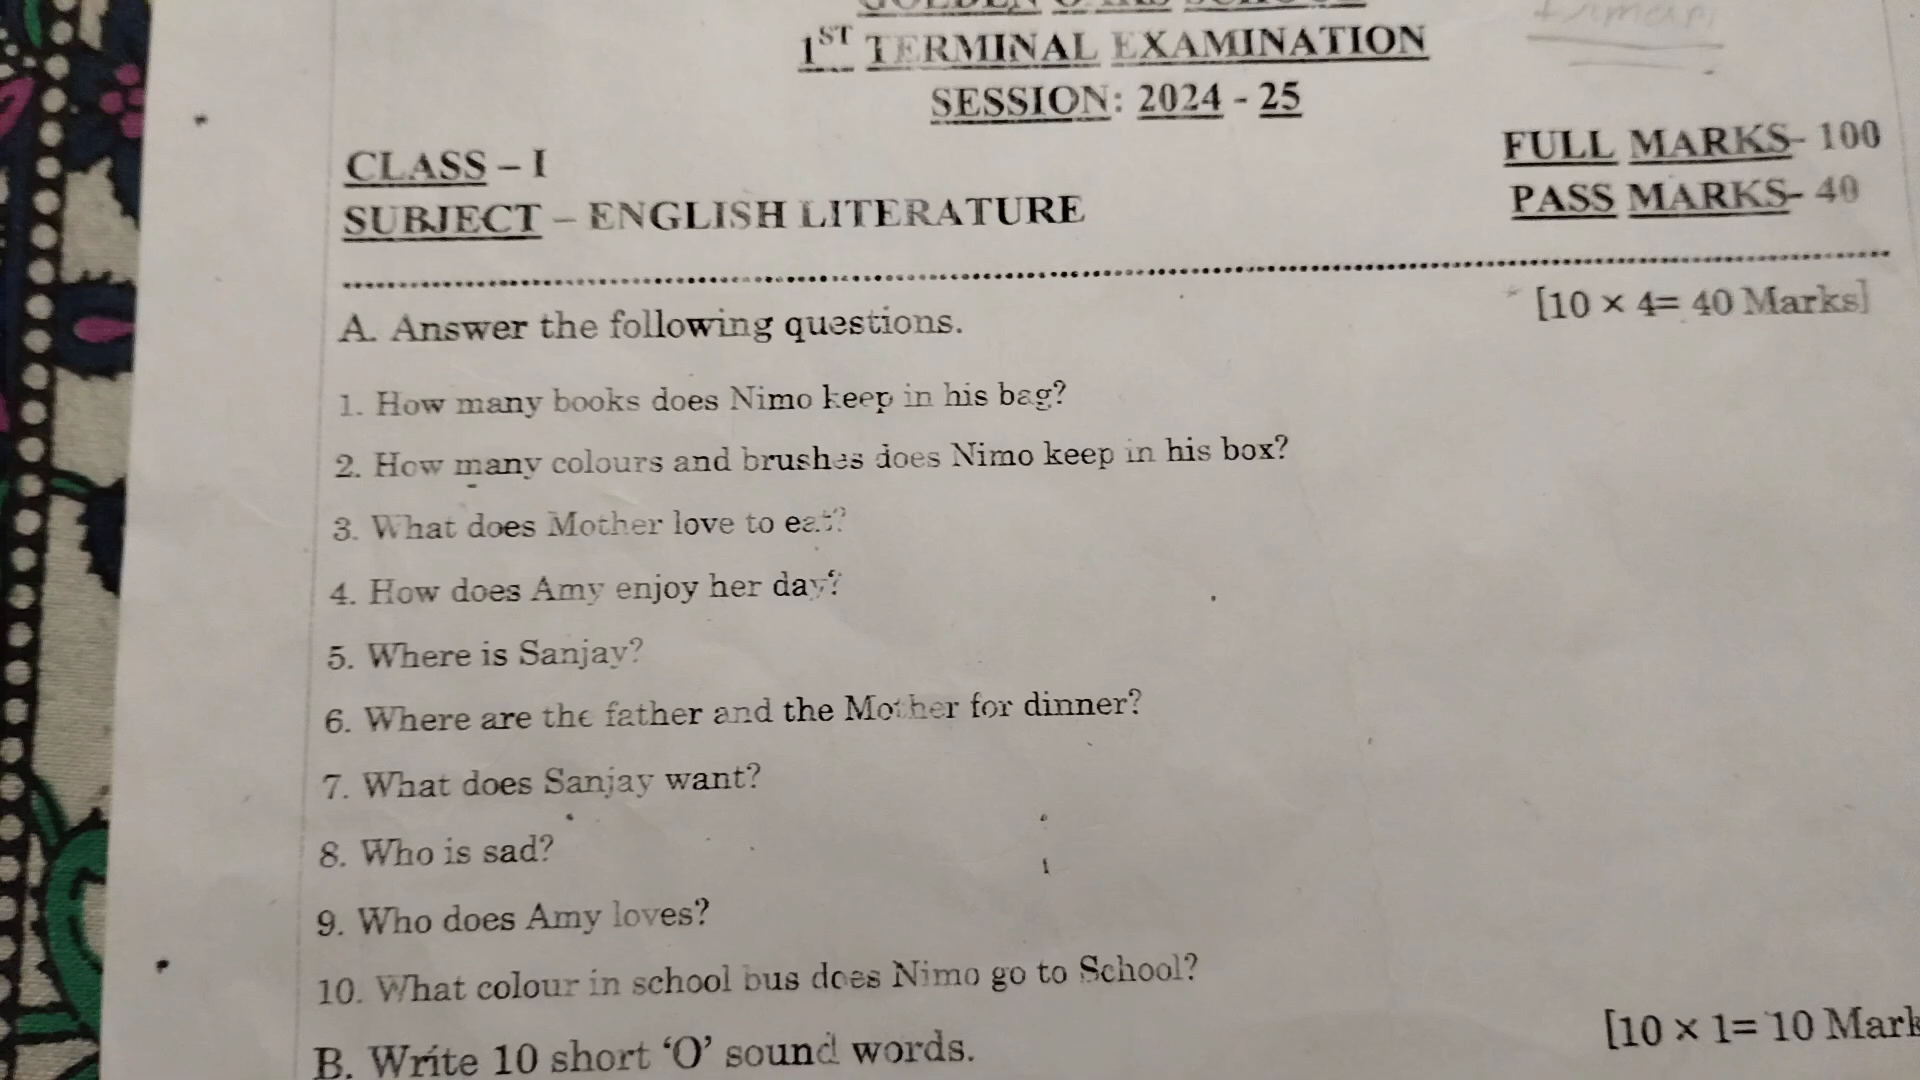 GOLDEN OAKS SCHOOL
1ST TERMINAL EXAMINATION
SESSION: 2024 - 25
CLASS – I
FULL MARKS- 100
SUBJECT – ENGLISH LITERATURE
PASS MARKS- 40
A. Answer the following questions.
[10 × 4= 40 Marks]
1. How many books does Nimo keep in his bag?
2. How many colours and brushes does Nimo keep in his box?
3. What does Mother love to eat?
4. How does Amy enjoy her day?
5. Where is Sanjay?
6. Where are the father and the Mother for dinner?
7. What does Sanjay want?
8. Who is sad?
9. Who does Amy loves?
10. What colour in school bus does Nimo go to School?
B. Write 10 short ‘O’ sound words.
[10 × 1= 10 Mark